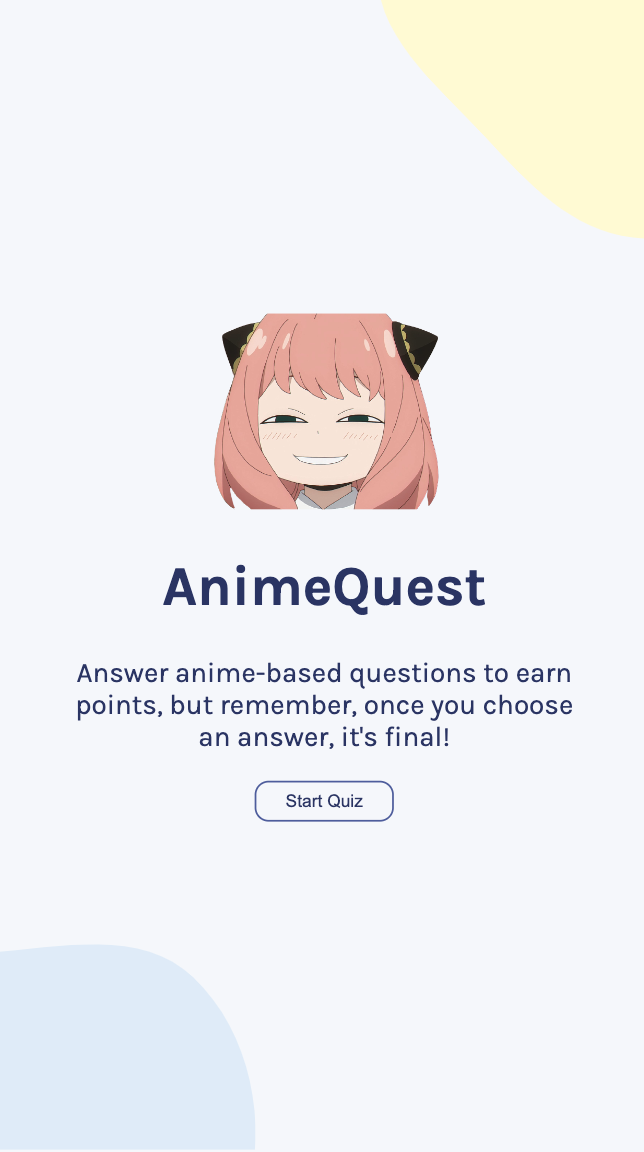 AnimeQuest
Answer anime-based questions to earn
points, but remember, once you choose
an answer, it's final!
Start Quiz